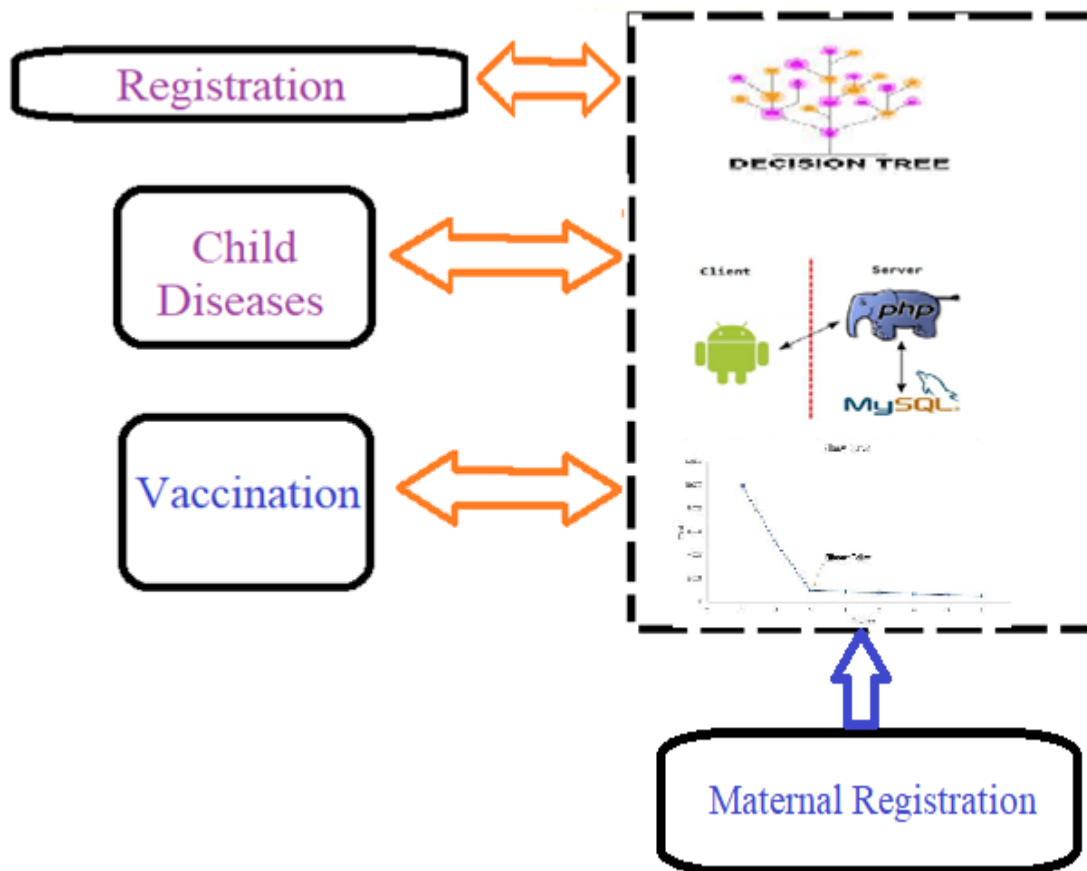 Registration
DECISION TREE
Child
Diseases
Client
Server
php
MySQL
Vaccination
Maternal Registration